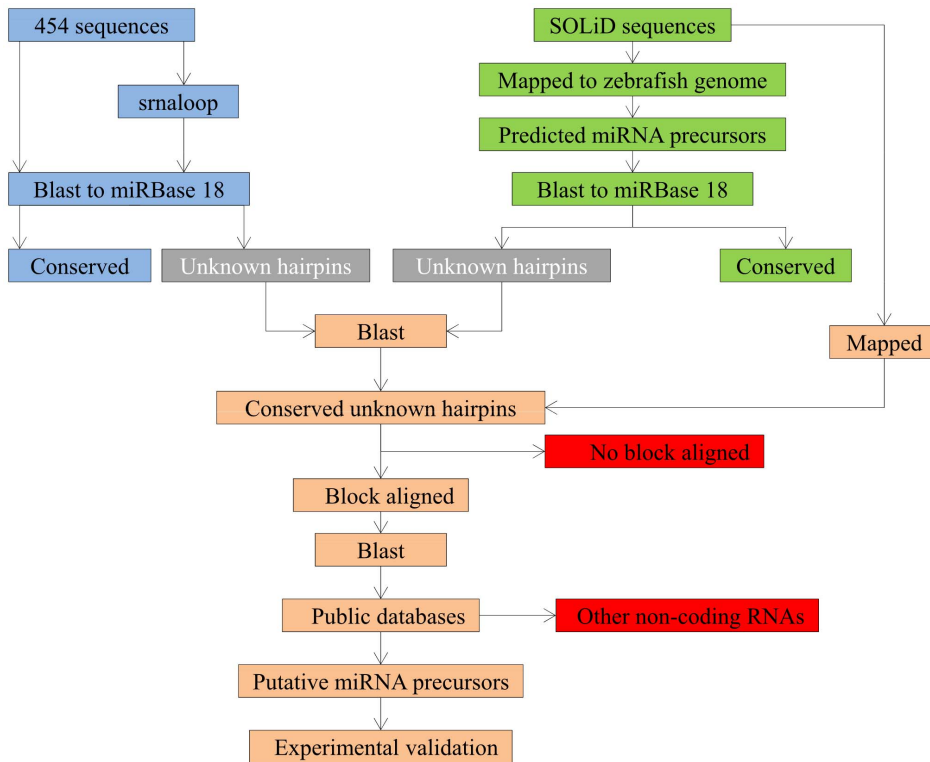 454 sequences
SOLiD sequences
Mapped to zebrafish genome
srnaloop
Predicted miRNA precursors
Blast to miRBase 18
Blast to miRBase 18
Conserved
Unknown hairpins
Unknown hairpins
Conserved
Blast
Mapped
Conserved unknown hairpins
No block aligned
Block aligned
Blast
Public databases
Other non-coding RNAs
Putative miRNA precursors
Experimental validation